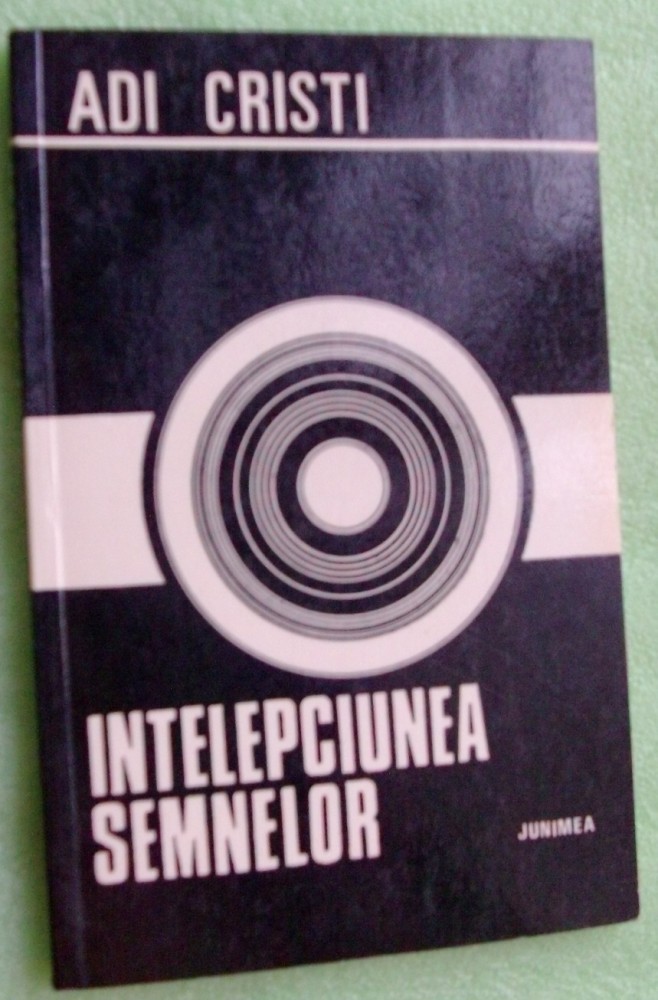 ADI CRISTI
INTELEPCIUNEA
SEMNELOR
JUNIMEA